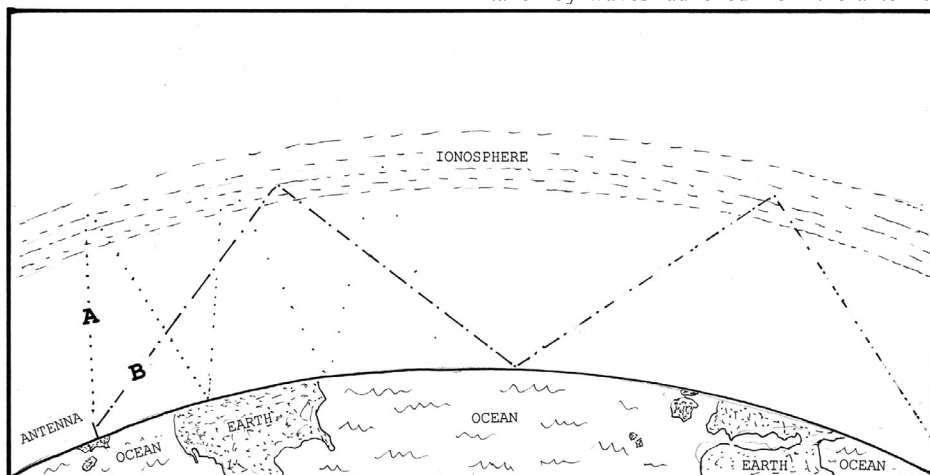 IONOSPHERE
A
B
ANTENNA
OCEAN
EARTH
OCEAN
EARTH
OCEAN